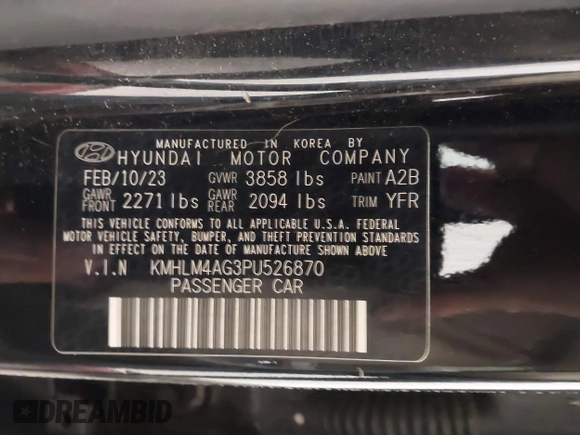 MANUFACTURED IN KOREA BY
HYUNDAI MOTOR COMPANY
FEB/10/23 GVWR 3858 lbs PAINT A2B
GAWR FRONT 2271 lbs GAWR REAR 2094 lbs TRIM YFR
THIS VEHICLE CONFORMS TO ALL APPLICABLE U.S.A. FEDERAL
MOTOR VEHICLE SAFETY, BUMPER, AND THEFT PREVENTION STANDARDS
IN EFFECT ON THE DATE OF MANUFACTURE SHOWN ABOVE
V.I.N KMHLM4AG3PU526870
PASSENGER CAR
DREAMBID